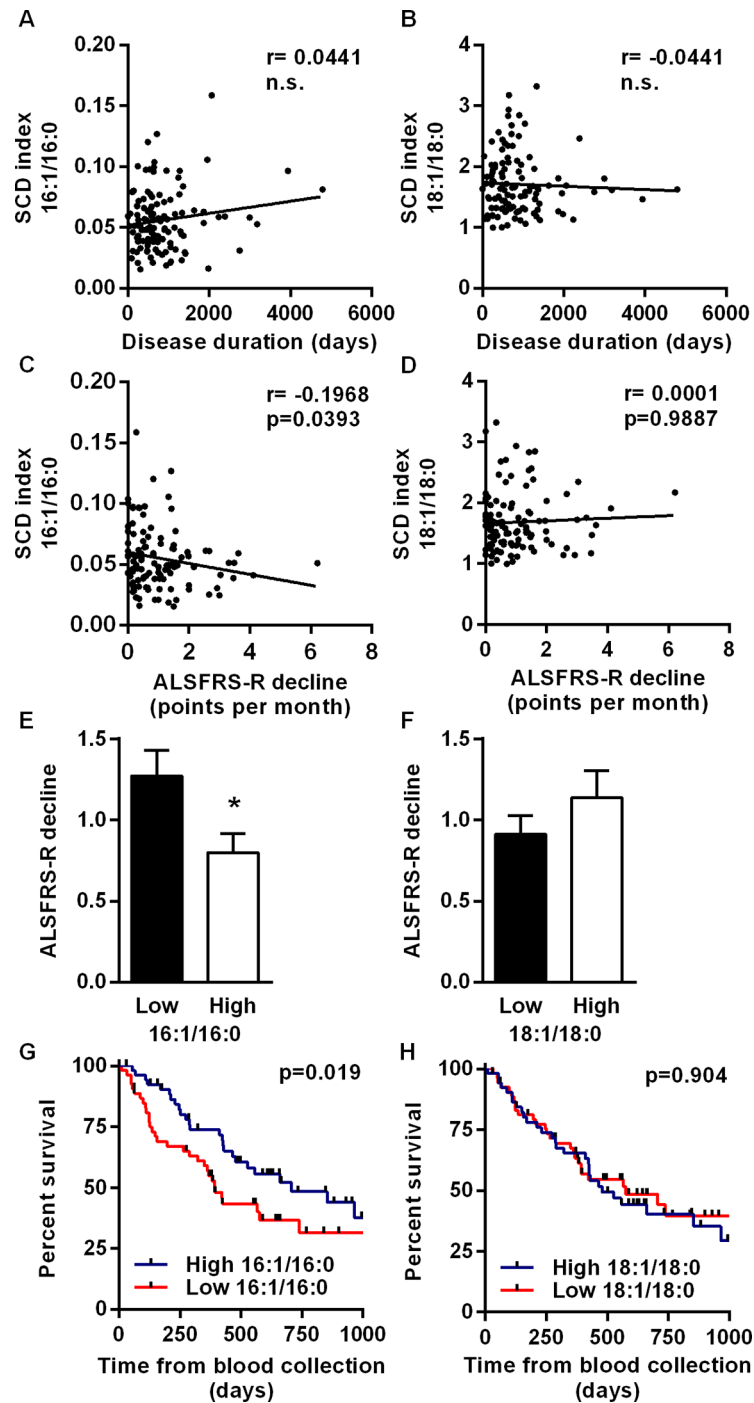 A
r= 0.0441
n.s.
SCD index
16:1/16:0
0.20
0.15
0.10
0.05
0.00
0 2000 4000 6000
Disease duration (days)
B
r= -0.0441
n.s.
SCD index
18:1/18:0
4
3
2
1
0
0 2000 4000 6000
Disease duration (days)
C
r= -0.1968
p=0.0393
SCD index
16:1/16:0
0.20
0.15
0.10
0.05
0.00
0 2 4 6 8
ALSFRS-R decline
(points per month)
D
r= 0.0001
p=0.9887
SCD index
18:1/18:0
4
3
2
1
0
0 2 4 6 8
ALSFRS-R decline
(points per month)
E
ALSFRS-R decline
1.5
1.0
0.5
0.0
*
Low High
16:1/16:0
F
ALSFRS-R decline
1.5
1.0
0.5
0.0
Low High
18:1/18:0
G
p=0.019
Percent survival
100
75
50
25
0
High 16:1/16:0
Low 16:1/16:0
0 250 500 750 1000
Time from blood collection
(days)
H
p=0.904
Percent survival
100
75
50
25
0
High 18:1/18:0
Low 18:1/18:0
0 250 500 750 1000
Time from blood collection
(days)